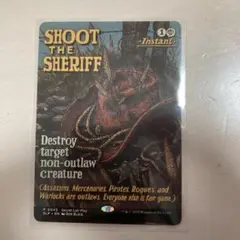 SHOOT
THE
SHERIFF
1
-Instant-
Destroy
target
non-outlaw
creature
(Assassins, Mercenaries, Pirates, Rogues, and
Warlocks are outlaws. Everyone else is fair game.)